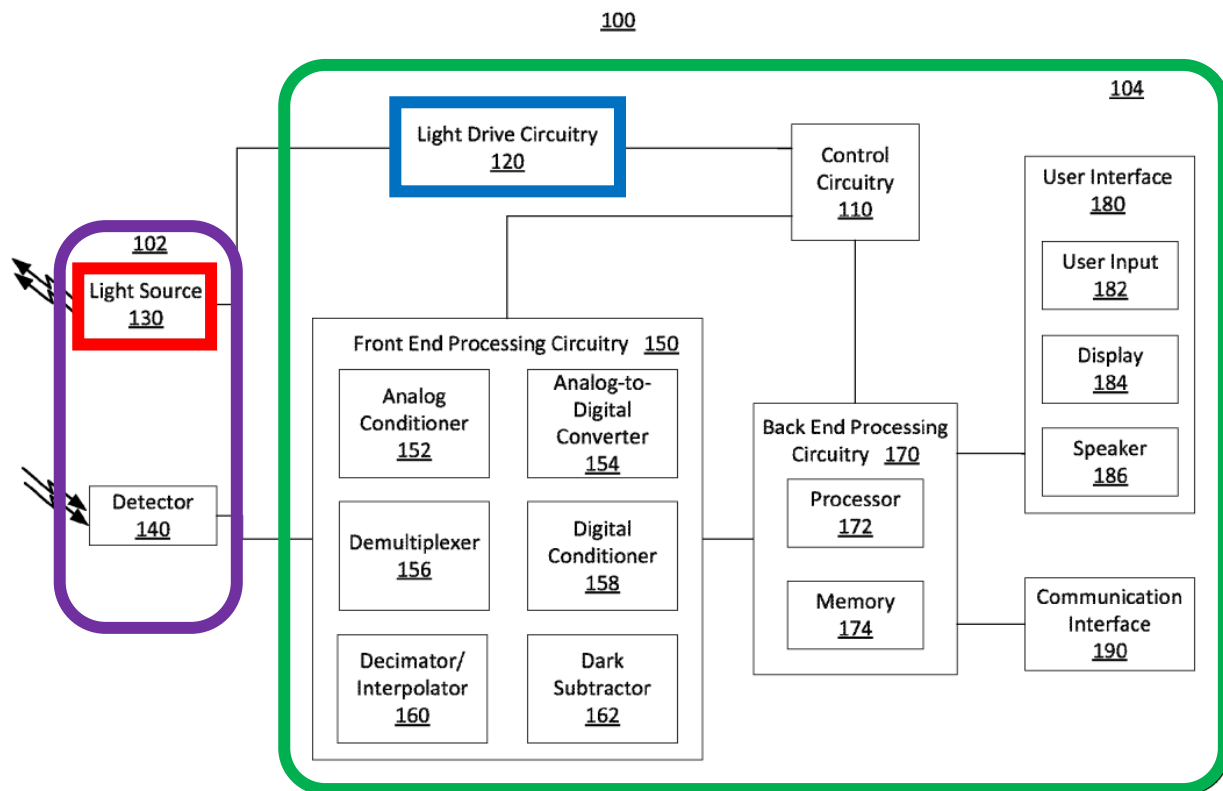 100
104
Light Drive Circuitry
120
Control
Circuitry
110
User Interface
180
User Input
182
Display
184
Speaker
186
102
Light Source
130
Detector
140
Front End Processing Circuitry 150
Analog
Conditioner
152
Analog-to-
Digital
Converter
154
Demultiplexer
156
Digital
Conditioner
158
Decimator/
Interpolator
160
Dark
Subtractor
162
Back End Processing
Circuitry 170
Processor
172
Memory
174
Communication
Interface
190